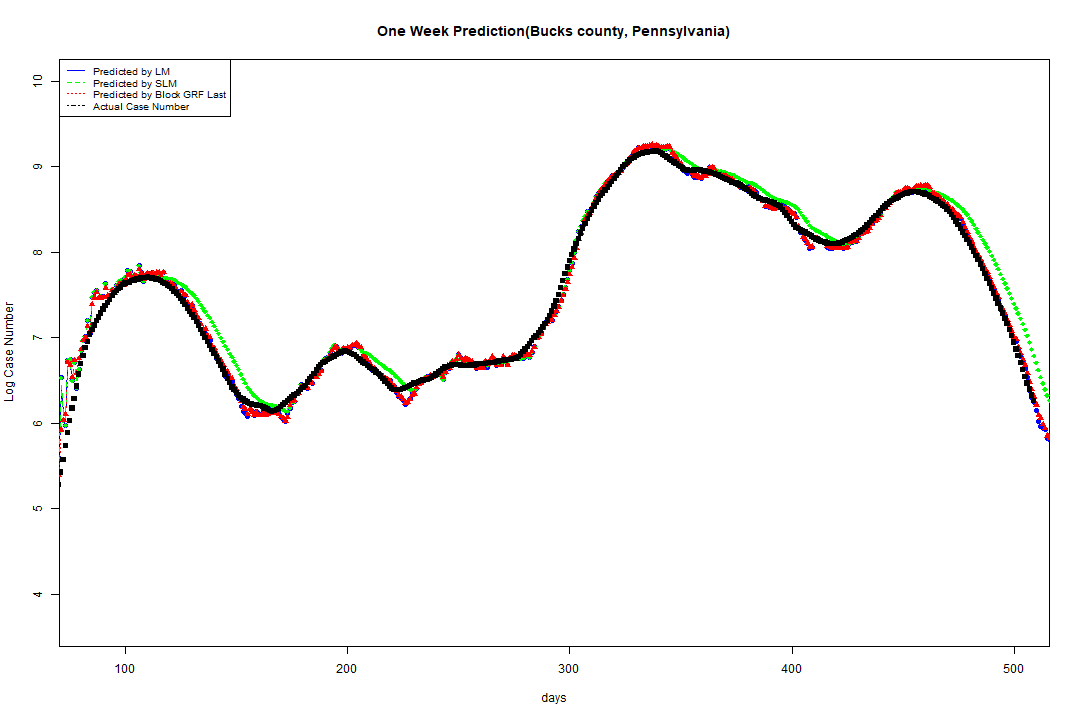 One Week Prediction(Bucks county, Pennsylvania)
Predicted by LM
Predicted by SLM
Predicted by Block GRF Last
Actual Case Number
10
9
8
7
6
5
4
Log Case Number
100 200 300 400 500
days